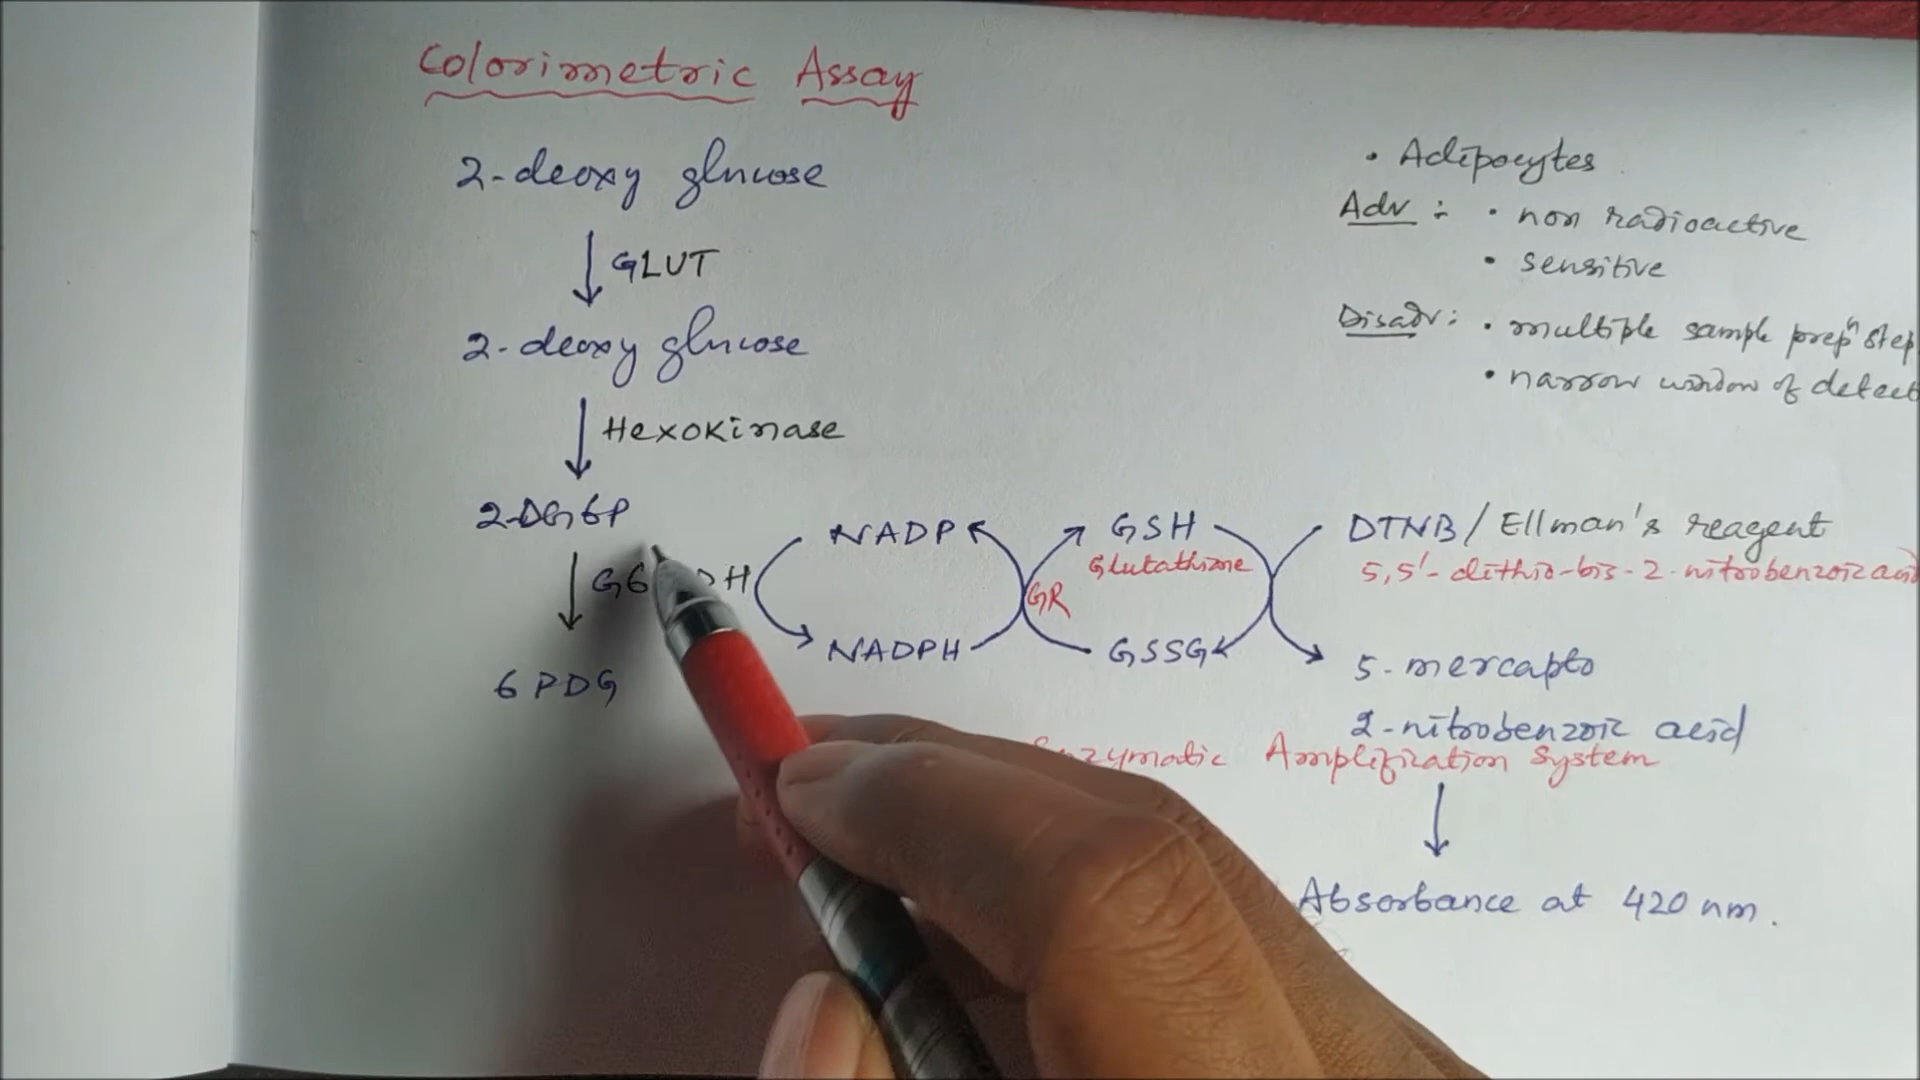 Colorimetric Assay
2-deoxy glucose
GLUT
2-deoxy glucose
Hexokinase
2-DG6P
6PDG
NADP
NADPH
GR
GSH
Glutathione
GSSG
DTNB / Ellman's reagent
5,5'-dithio-bis-2-nitrobenzoic
5-mercapto
2-nitrobenzoic acid
Amplification System
Absorbance at 420 nm.
• Adipocytes
Adv : • non radioactive
• sensitive
Disadv: • multiple sample prepⁿ step
• narrow window of